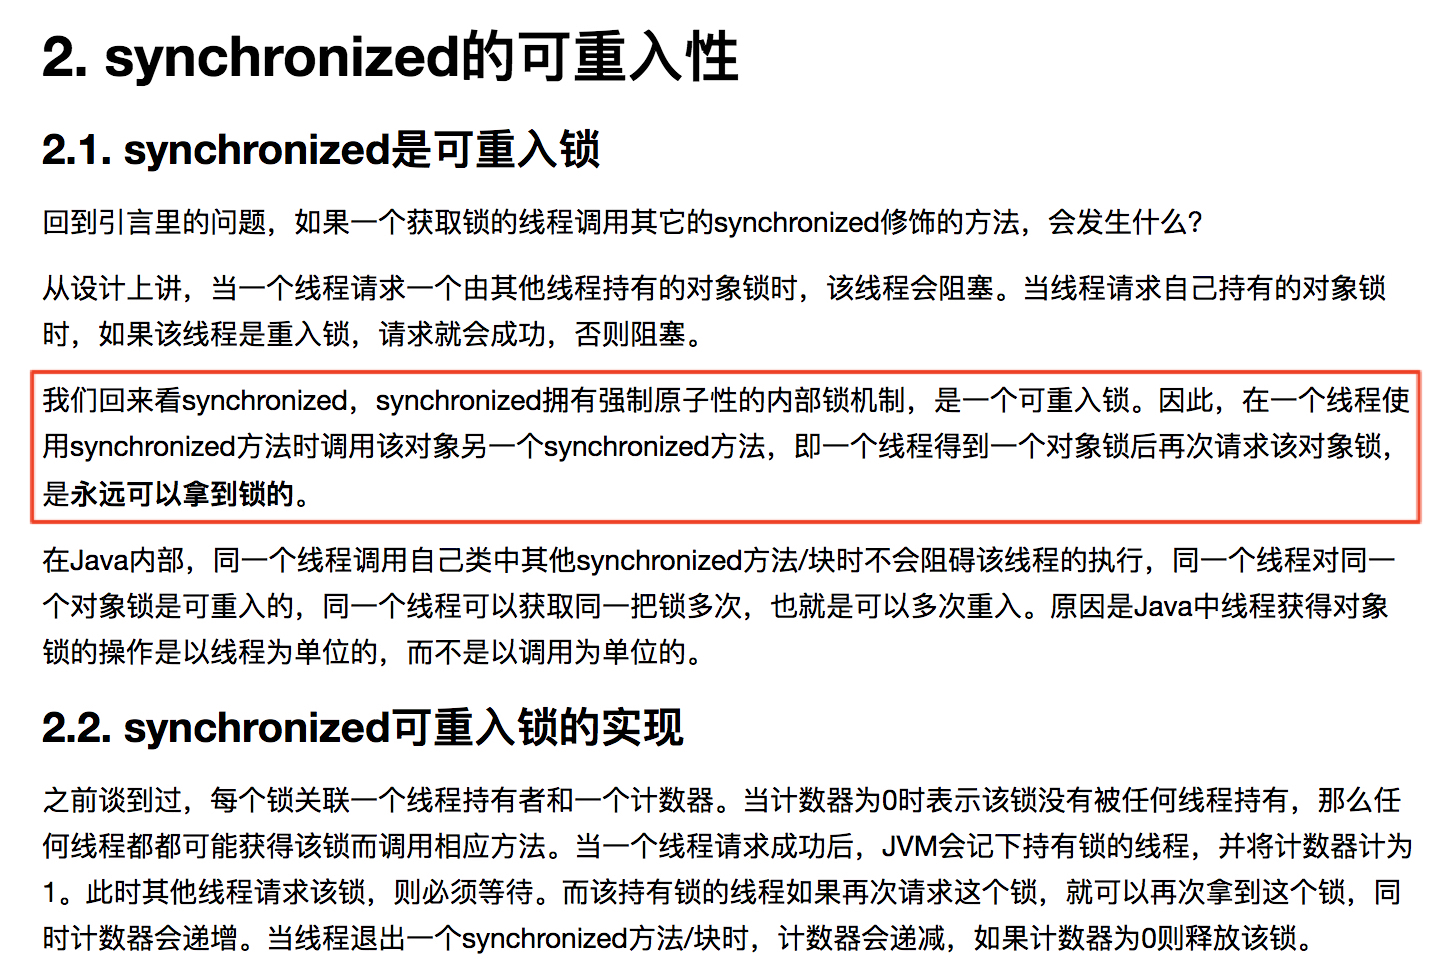 2. synchronized的可重入性
2.1. synchronized是可重入锁
回到引言里的问题，如果一个获取锁的线程调用其它的synchronized修饰的方法，会发生什么？
从设计上讲，当一个线程请求一个由其他线程持有的对象锁时，该线程会阻塞。当线程请求自己持有的对象锁
时，如果该线程是重入锁，请求就会成功，否则阻塞。
我们回来看synchronized，synchronized拥有强制原子性的内部锁机制，是一个可重入锁。因此，在一个线程使
用synchronized方法时调用该对象另一个synchronized方法，即一个线程得到一个对象锁后再次请求该对象锁，
是永远可以拿到锁的。
在Java内部，同一个线程调用自己类中其他synchronized方法/块时不会阻碍该线程的执行，同一个线程对同一
个对象锁是可重入的，同一个线程可以获取同一把锁多次，也就是可以多次重入。原因是Java中线程获得对象
锁的操作是以线程为单位的，而不是以调用为单位的。
2.2. synchronized可重入锁的实现
之前谈到过，每个锁关联一个线程持有者和一个计数器。当计数器为0时表示该锁没有被任何线程持有，那么任
何线程都都可能获得该锁而调用相应方法。当一个线程请求成功后，JVM会记下持有锁的线程，并将计数器计为
1。此时其他线程请求该锁，则必须等待。而该持有锁的线程如果再次请求这个锁，就可以再次拿到这个锁，同
时计数器会递增。当线程退出一个synchronized方法/块时，计数器会递减，如果计数器为0则释放该锁。